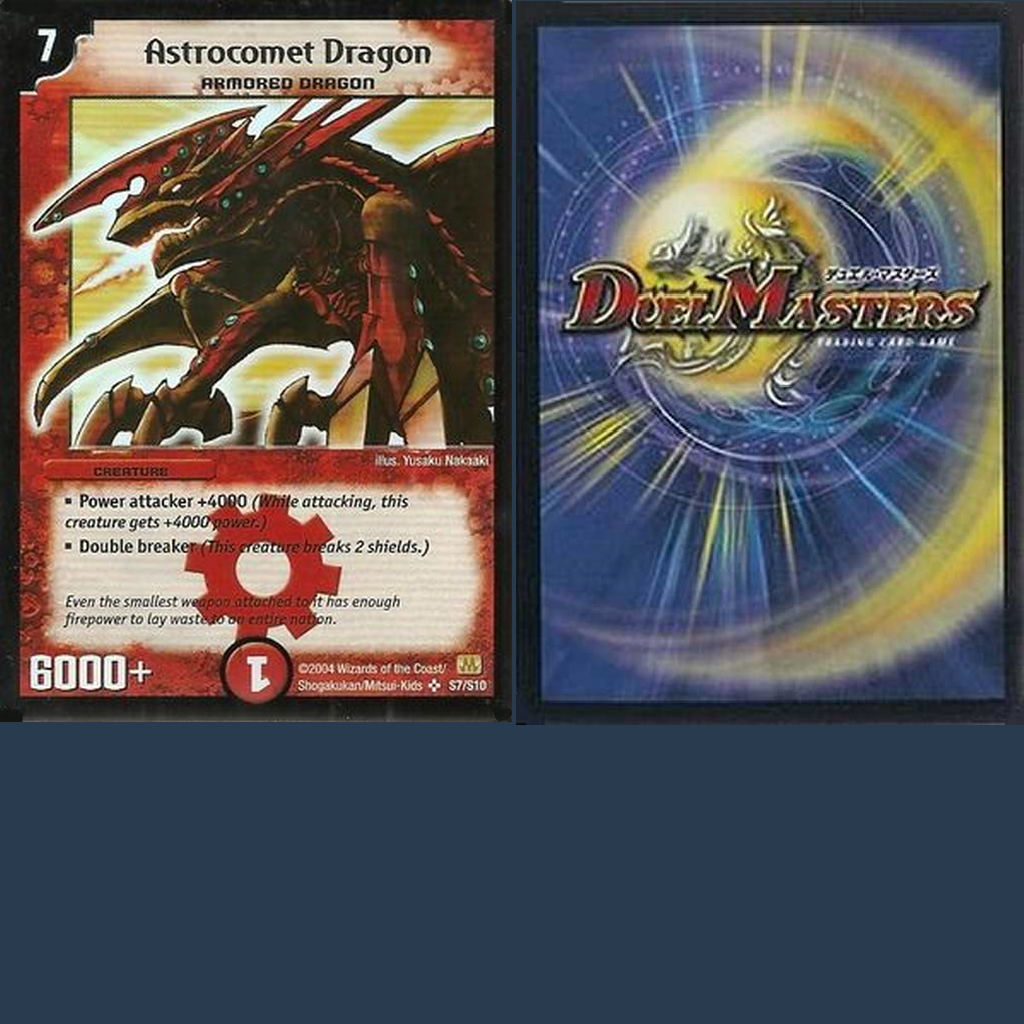 7
Astrocomet Dragon
ARMORED DRAGON
illus. Yusaku Nakaaki
CREATURE
▪ Power attacker +4000 (While attacking, this
creature gets +4000 power.)
▪ Double breaker (This creature breaks 2 shields.)
Even the smallest weapon attached to it has enough
firepower to lay waste to an entire nation.
6000+
1
©2004 Wizards of the Coast/
Shogakukan/Mitsui-Kids S7/S10
デュエル・マスターズ
DUEL MASTERS
TRADING CARD GAME